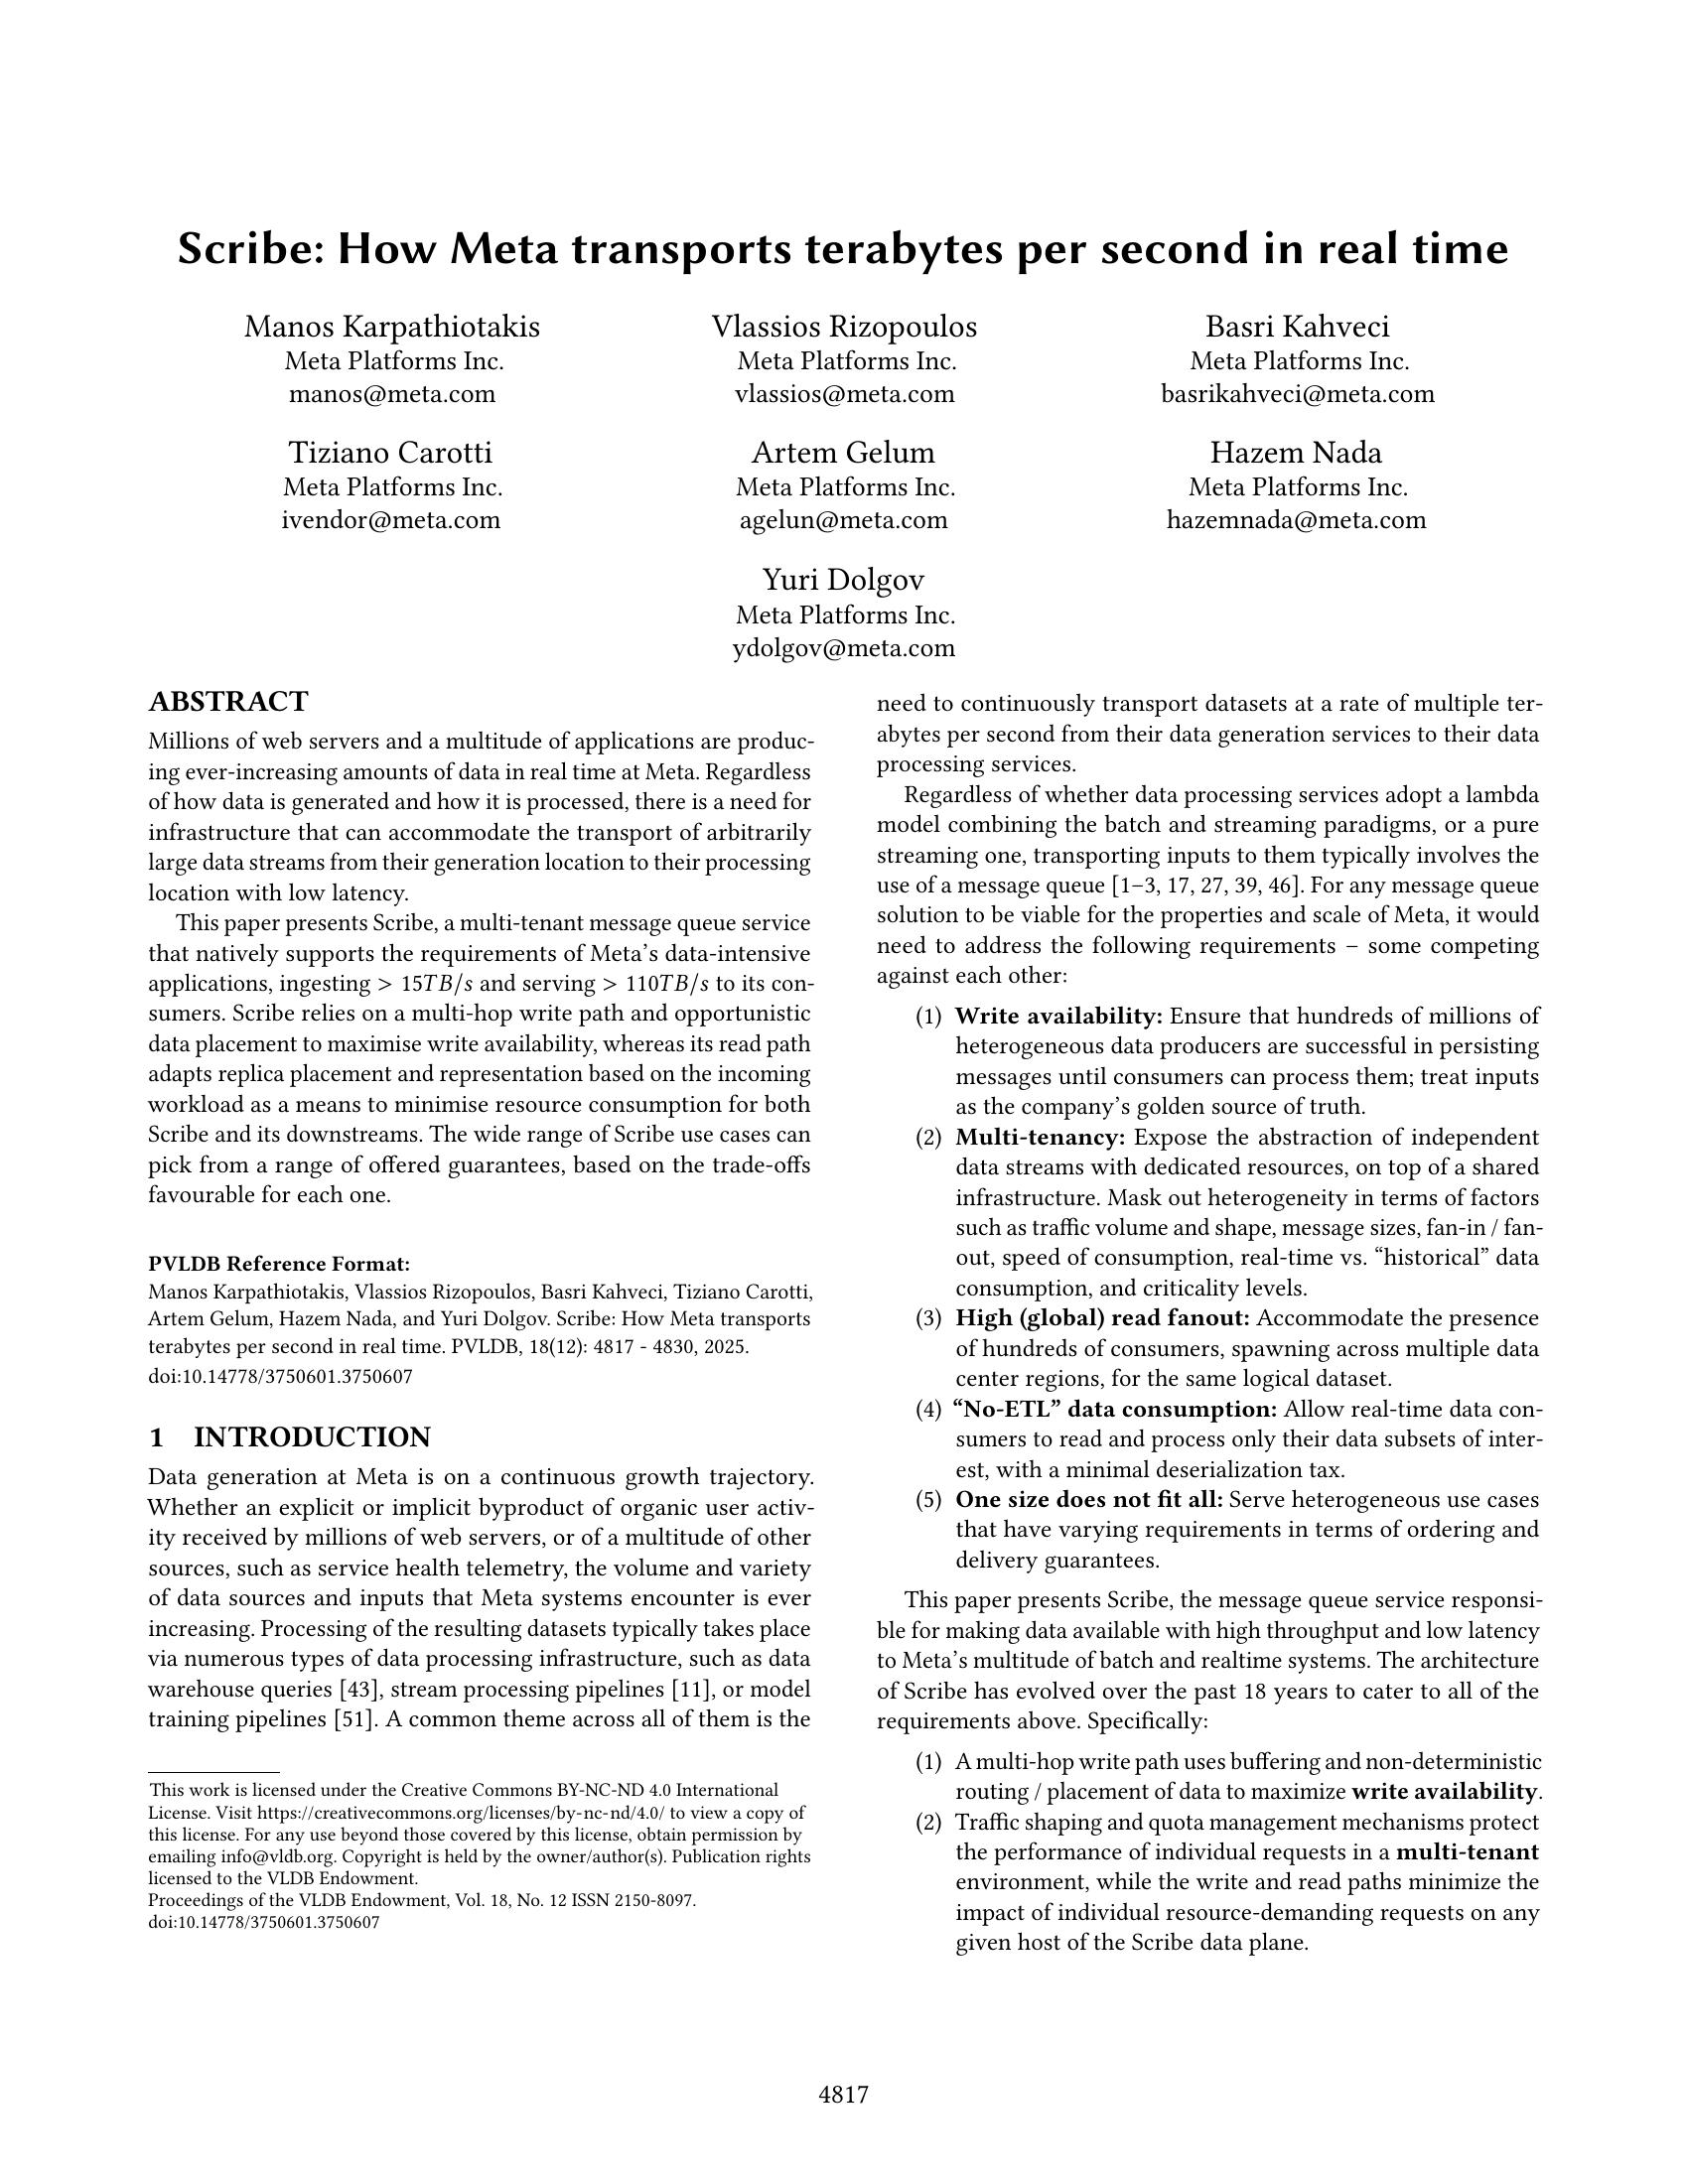 Scribe: How Meta transports terabytes per second in real time
Manos Karpathiotakis
Meta Platforms Inc.
manos@meta.com
Vlassios Rizopoulos
Meta Platforms Inc.
vlassios@meta.com
Basri Kahveci
Meta Platforms Inc.
basrikahveci@meta.com
Tiziano Carotti
Meta Platforms Inc.
ivendor@meta.com
Artem Gelum
Meta Platforms Inc.
agelun@meta.com
Hazem Nada
Meta Platforms Inc.
hazemnada@meta.com
Yuri Dolgov
Meta Platforms Inc.
ydolgov@meta.com
ABSTRACT
Millions of web servers and a multitude of applications are produc-
ing ever-increasing amounts of data in real time at Meta. Regardless
of how data is generated and how it is processed, there is a need for
infrastructure that can accommodate the transport of arbitrarily
large data streams from their generation location to their processing
location with low latency.
This paper presents Scribe, a multi-tenant message queue service
that natively supports the requirements of Meta's data-intensive
applications, ingesting > 15TB/s and serving > 110TB/s to its con-
sumers. Scribe relies on a multi-hop write path and opportunistic
data placement to maximise write availability, whereas its read path
adapts replica placement and representation based on the incoming
workload as a means to minimise resource consumption for both
Scribe and its downstreams. The wide range of Scribe use cases can
pick from a range of offered guarantees, based on the trade-offs
favourable for each one.
PVLDB Reference Format:
Manos Karpathiotakis, Vlassios Rizopoulos, Basri Kahveci, Tiziano Carotti,
Artem Gelum, Hazem Nada, and Yuri Dolgov. Scribe: How Meta transports
terabytes per second in real time. PVLDB, 18(12): 4817 - 4830, 2025.
doi:10.14778/3750601.3750607
1 INTRODUCTION
Data generation at Meta is on a continuous growth trajectory.
Whether an explicit or implicit byproduct of organic user activ-
ity received by millions of web servers, or of a multitude of other
sources, such as service health telemetry, the volume and variety
of data sources and inputs that Meta systems encounter is ever
increasing. Processing of the resulting datasets typically takes place
via numerous types of data processing infrastructure, such as data
warehouse queries [43], stream processing pipelines [11], or model
training pipelines [51]. A common theme across all of them is the
This work is licensed under the Creative Commons BY-NC-ND 4.0 International
License. Visit https://creativecommons.org/licenses/by-nc-nd/4.0/ to view a copy of
this license. For any use beyond those covered by this license, obtain permission by
emailing info@vldb.org. Copyright is held by the owner/author(s). Publication rights
licensed to the VLDB Endowment.
Proceedings of the VLDB Endowment, Vol. 18, No. 12 ISSN 2150-8097.
doi:10.14778/3750601.3750607
need to continuously transport datasets at a rate of multiple ter-
abytes per second from their data generation services to their data
processing services.
Regardless of whether data processing services adopt a lambda
model combining the batch and streaming paradigms, or a pure
streaming one, transporting inputs to them typically involves the
use of a message queue [1–3, 17, 27, 39, 46]. For any message queue
solution to be viable for the properties and scale of Meta, it would
need to address the following requirements – some competing
against each other:
(1) Write availability: Ensure that hundreds of millions of
heterogeneous data producers are successful in persisting
messages until consumers can process them; treat inputs
as the company's golden source of truth.
(2) Multi-tenancy: Expose the abstraction of independent
data streams with dedicated resources, on top of a shared
infrastructure. Mask out heterogeneity in terms of factors
such as traffic volume and shape, message sizes, fan-in / fan-
out, speed of consumption, real-time vs. “historical” data
consumption, and criticality levels.
(3) High (global) read fanout: Accommodate the presence
of hundreds of consumers, spawning across multiple data
center regions, for the same logical dataset.
(4) “No-ETL” data consumption: Allow real-time data con-
sumers to read and process only their data subsets of inter-
est, with a minimal deserialization tax.
(5) One size does not fit all: Serve heterogeneous use cases
that have varying requirements in terms of ordering and
delivery guarantees.
This paper presents Scribe, the message queue service responsi-
ble for making data available with high throughput and low latency
to Meta's multitude of batch and realtime systems. The architecture
of Scribe has evolved over the past 18 years to cater to all of the
requirements above. Specifically:
(1) A multi-hop write path uses buffering and non-deterministic
routing / placement of data to maximize write availability.
(2) Traffic shaping and quota management mechanisms protect
the performance of individual requests in a multi-tenant
environment, while the write and read paths minimize the
impact of individual resource-demanding requests on any
given host of the Scribe data plane.
4817